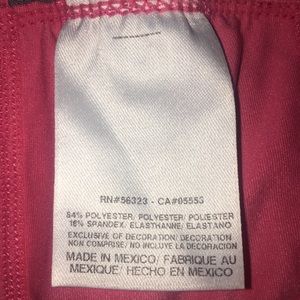 RN#56323 - CA#05553
84% POLYESTER/ POLYESTER/ POLIESTER
16% SPANDEX/ ELASTHANNE/ ELASTANO
EXCLUSIVE OF DECORATION/ DECORATION
NON COMPRISE/ NO INCLUYE LA DECORACION
MADE IN MEXICO/ FABRIQUE AU
MEXIQUE/ HECHO EN MEXICO